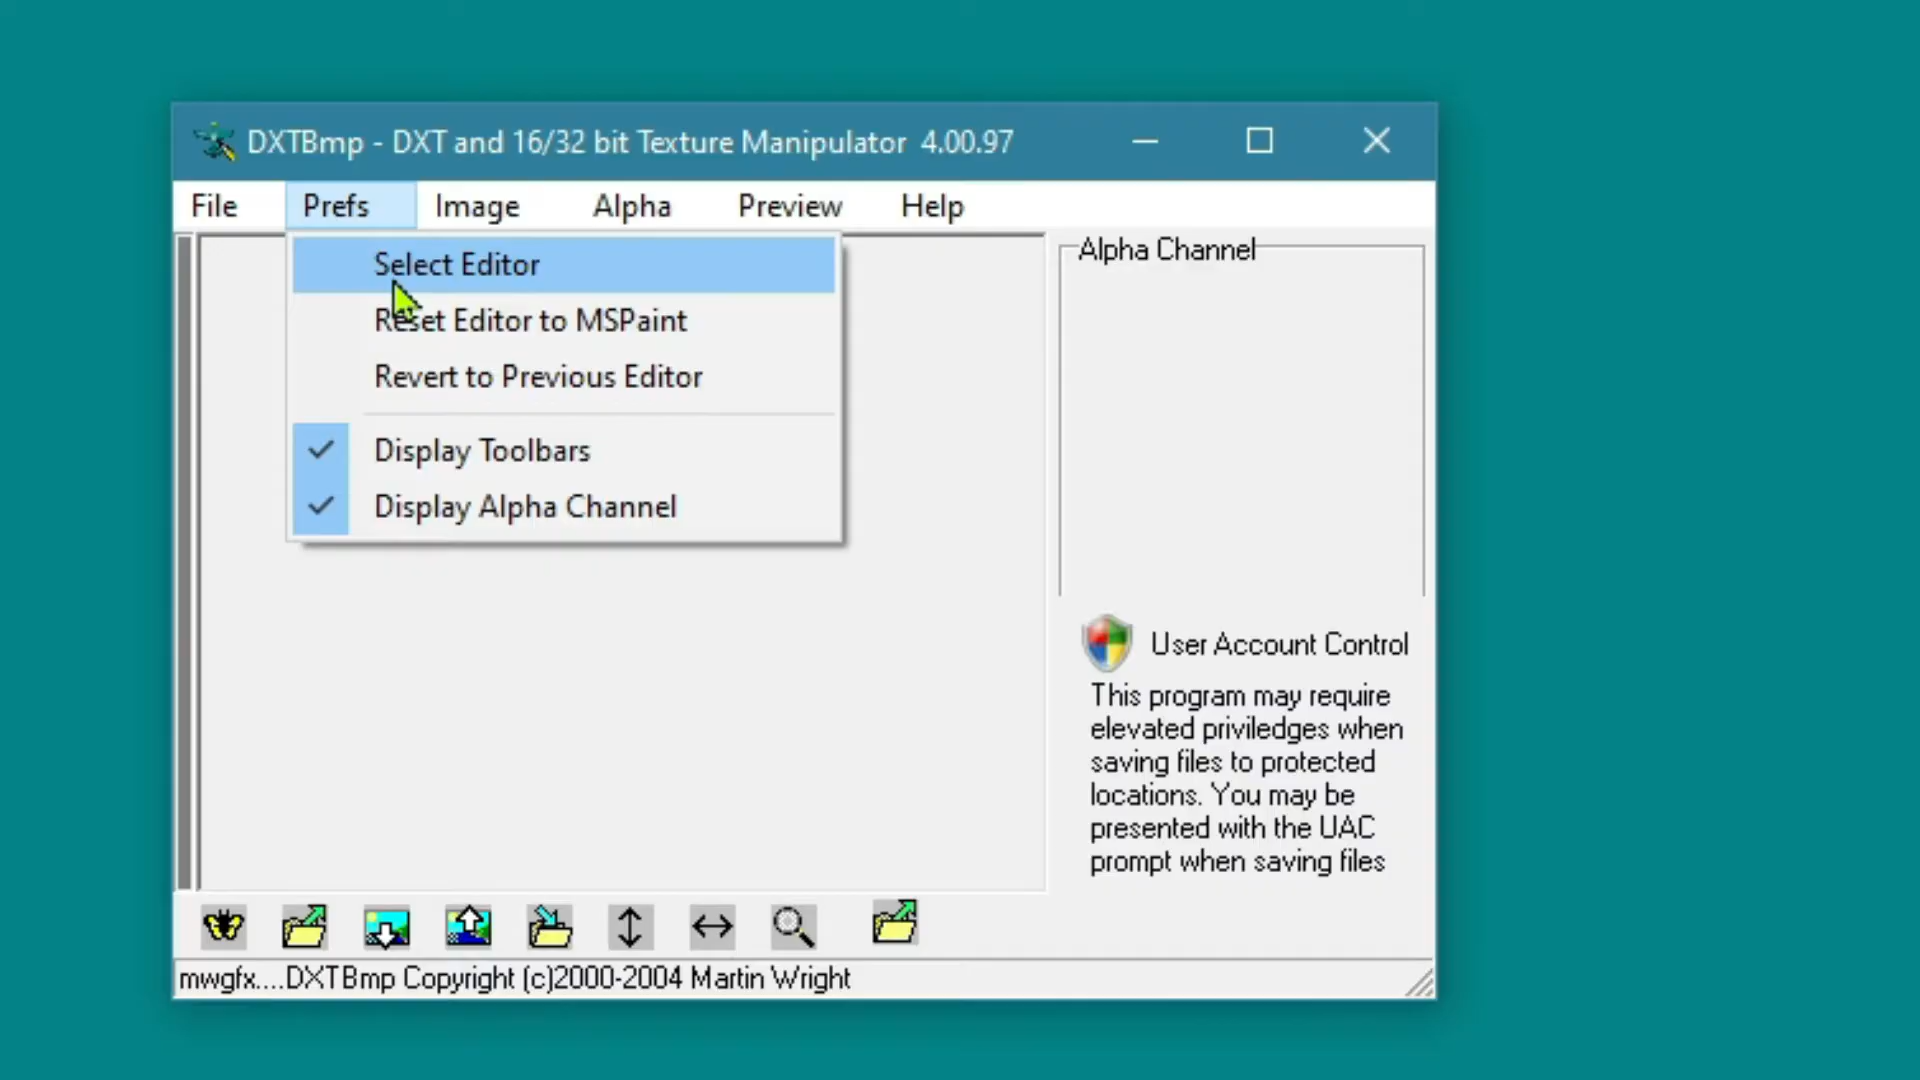 DXTBmp - DXT and 16/32 bit Texture Manipulator 4.00.97
File Prefs Image Alpha Preview Help
Select Editor
Reset Editor to MSPaint
Revert to Previous Editor
Display Toolbars
Display Alpha Channel
Alpha Channel
User Account Control
This program may require
elevated priviledges when
saving files to protected
locations. You may be
presented with the UAC
prompt when saving files
mwgfx....DXTBmp Copyright (c)2000-2004 Martin Wright